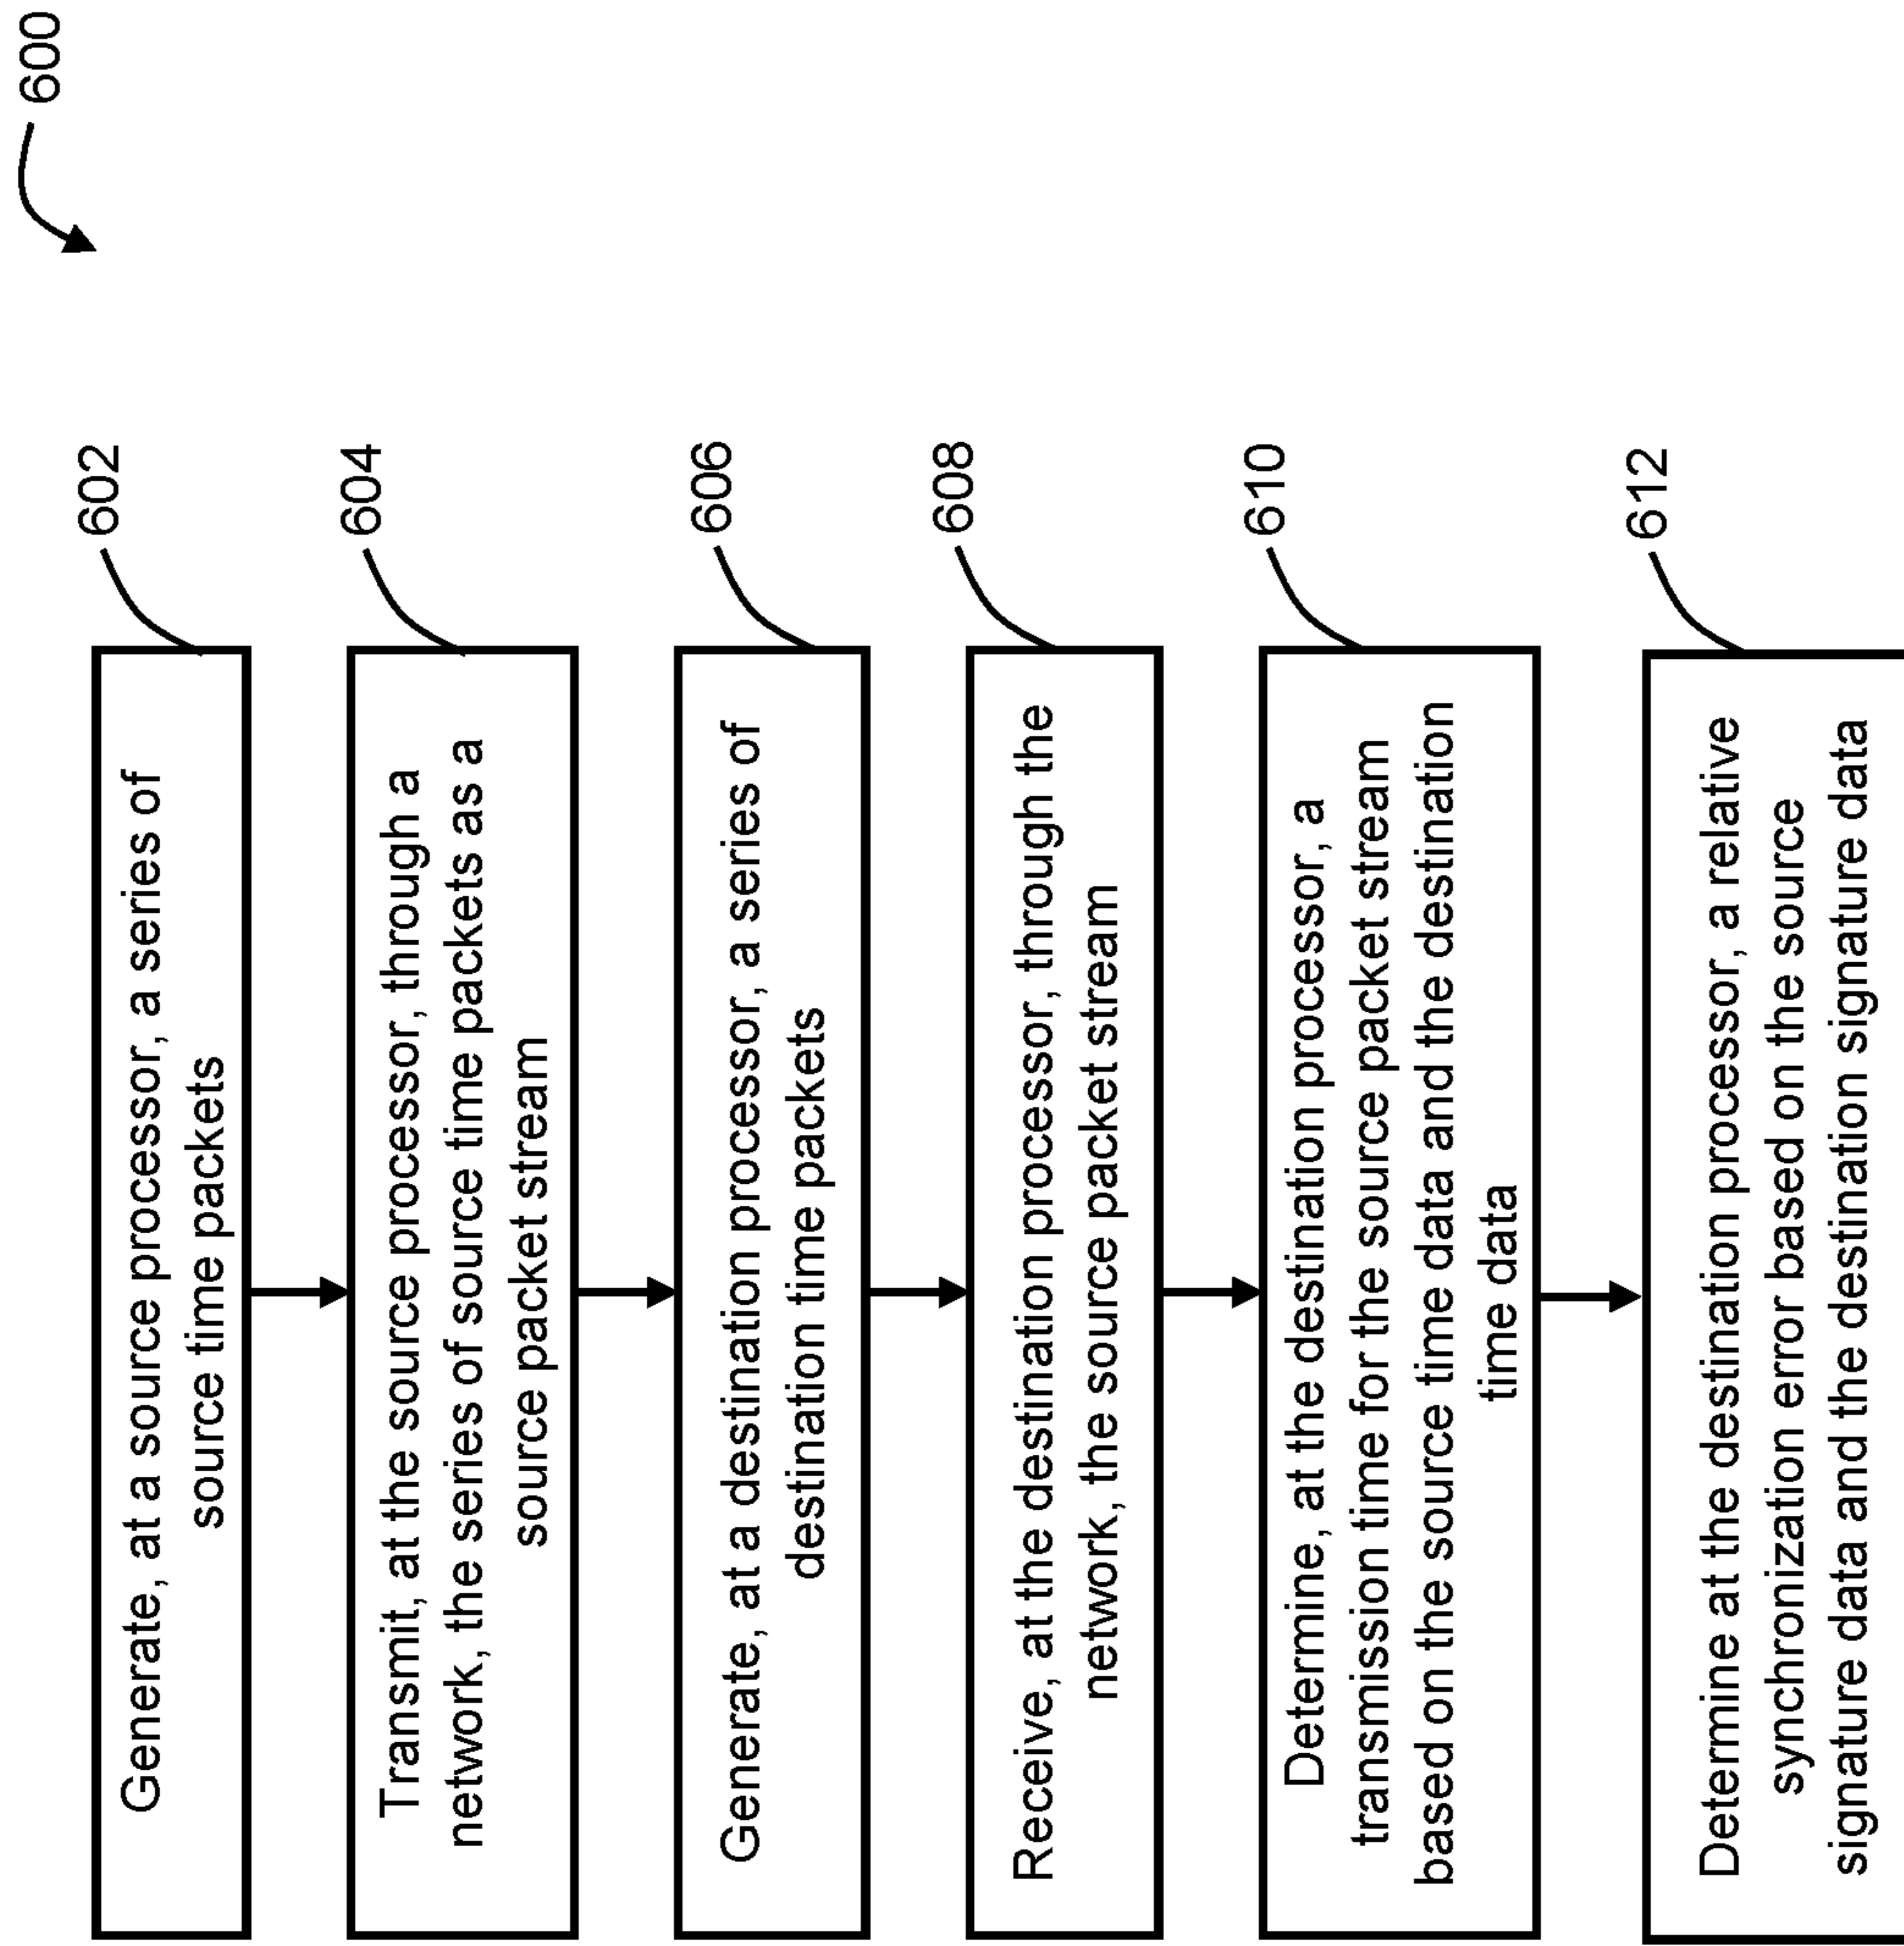 600
602
Generate, at a source processor, a series of
source time packets
604
Transmit, at the source processor, through a
network, the series of source time packets as a
source packet stream
606
Generate, at a destination processor, a series of
destination time packets
608
Receive, at the destination processor, through the
network, the source packet stream
610
Determine, at the destination processor, a
transmission time for the source packet stream
based on the source time data and the destination
time data
612
Determine at the destination processor, a relative
synchronization error based on the source
signature data and the destination signature data